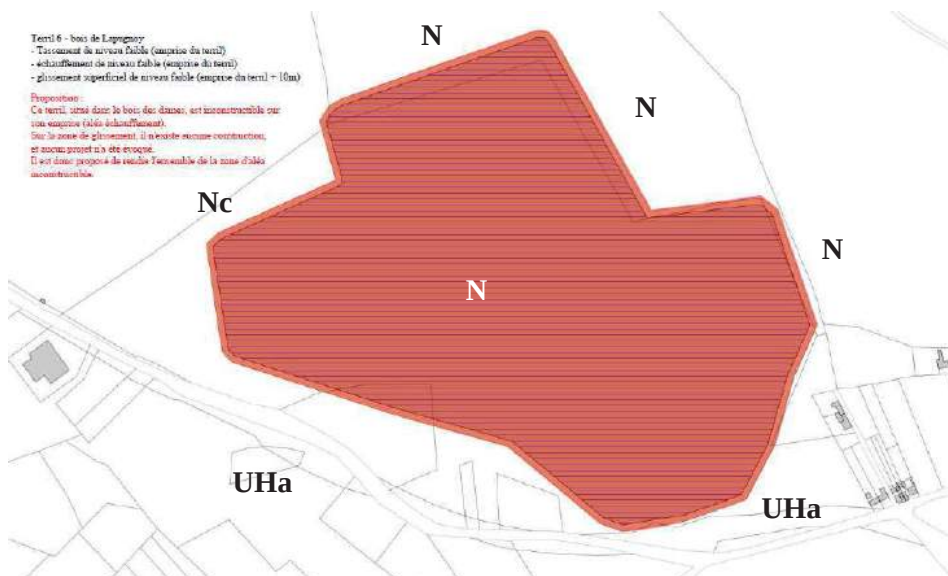 Terril 6 - bois de Lapugnoy
- Tassement de niveau faible (emprise du terril)
- échauffement de niveau faible (emprise du terril)
- glissement superficiel de niveau faible (emprise du terril + 10m)
Proposition :
Ce terril, situé dans le bois des dames, est inconstructible sur
son emprise (aléa échauffement).
Sur la zone de glissement, il n'existe aucune construction,
et aucun projet n'a été évoqué.
Il est donc proposé de rendre l'ensemble de la zone d'aléa
inconstructible.
N
N
Nc
N
N
UHa
UHa